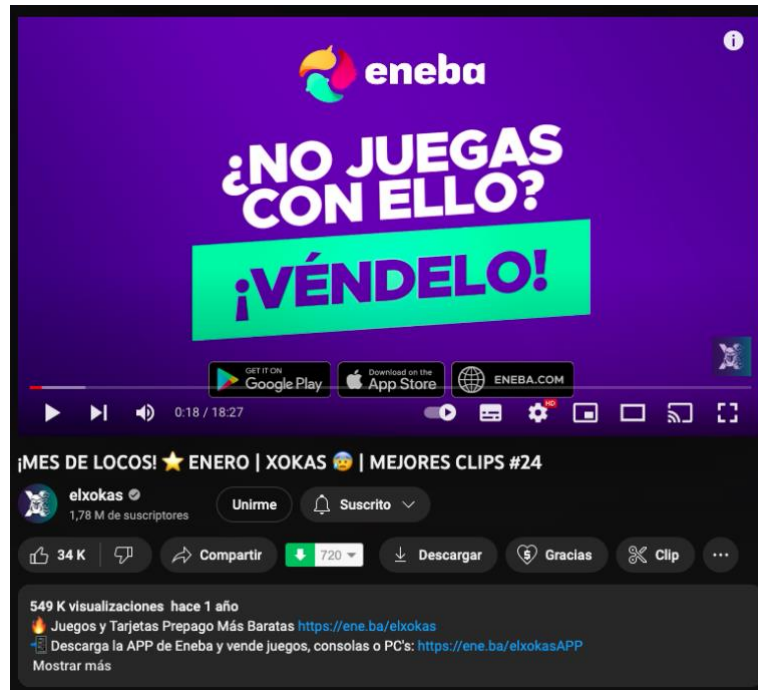 eneba
¿NO JUEGAS
CON ELLO?
¡VÉNDELO!
GET IT ON
Google Play
Download on the
App Store
ENEBA.COM
0:18 / 18:27
HD
¡MES DE LOCOS! ⭐ ENERO | XOKAS 😰 | MEJORES CLIPS #24
elxokas
1,78 M de suscriptores
Unirme
Suscrito
34 K
Compartir
720
Descargar
Gracias
Clip
549 K visualizaciones hace 1 año
🔥 Juegos y Tarjetas Prepago Más Baratas https://ene.ba/elxokas
📲 Descarga la APP de Eneba y vende juegos, consolas o PC's: https://ene.ba/elxokasAPP
Mostrar más